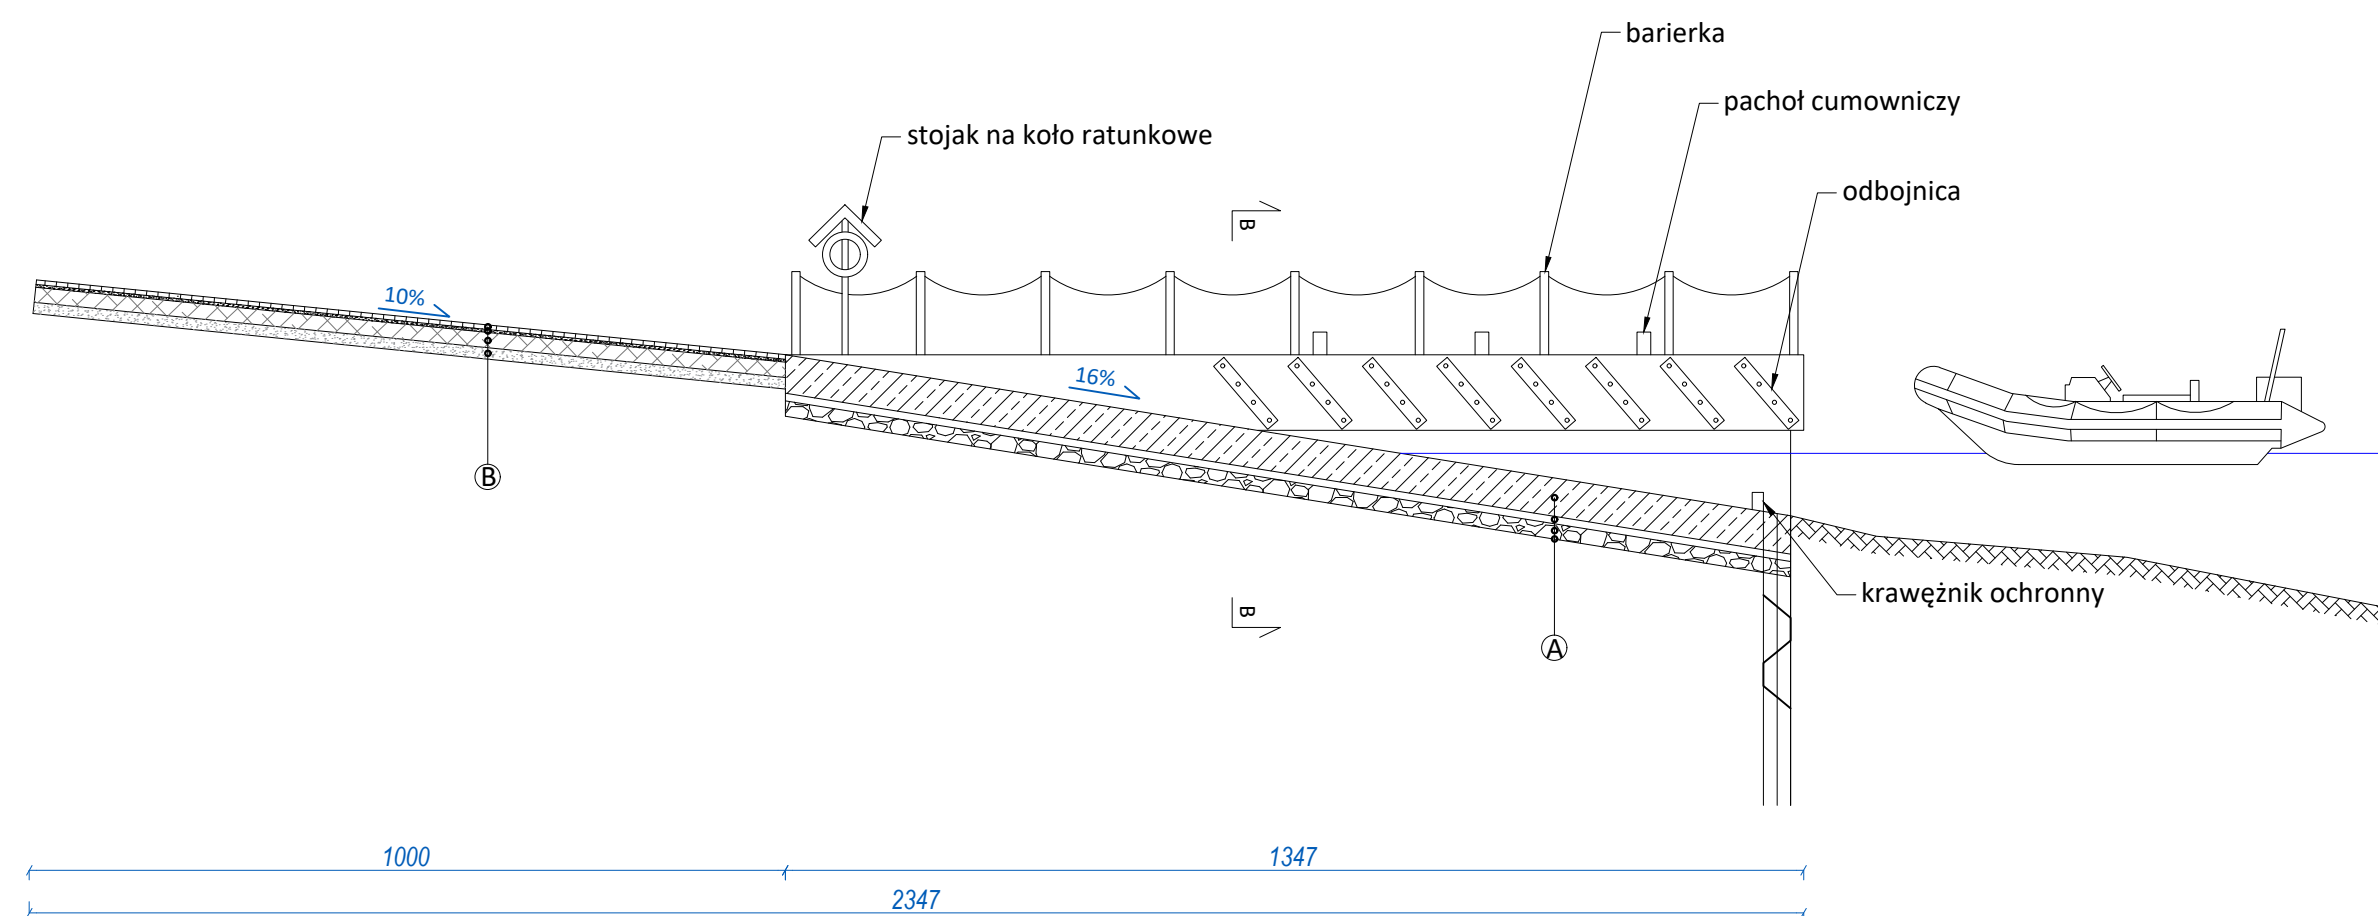 barierka
pachoł cumowniczy
stojak na koło ratunkowe
odbojnica
B
10%
16%
B
A
krawężnik ochronny
B
1000
1347
2347